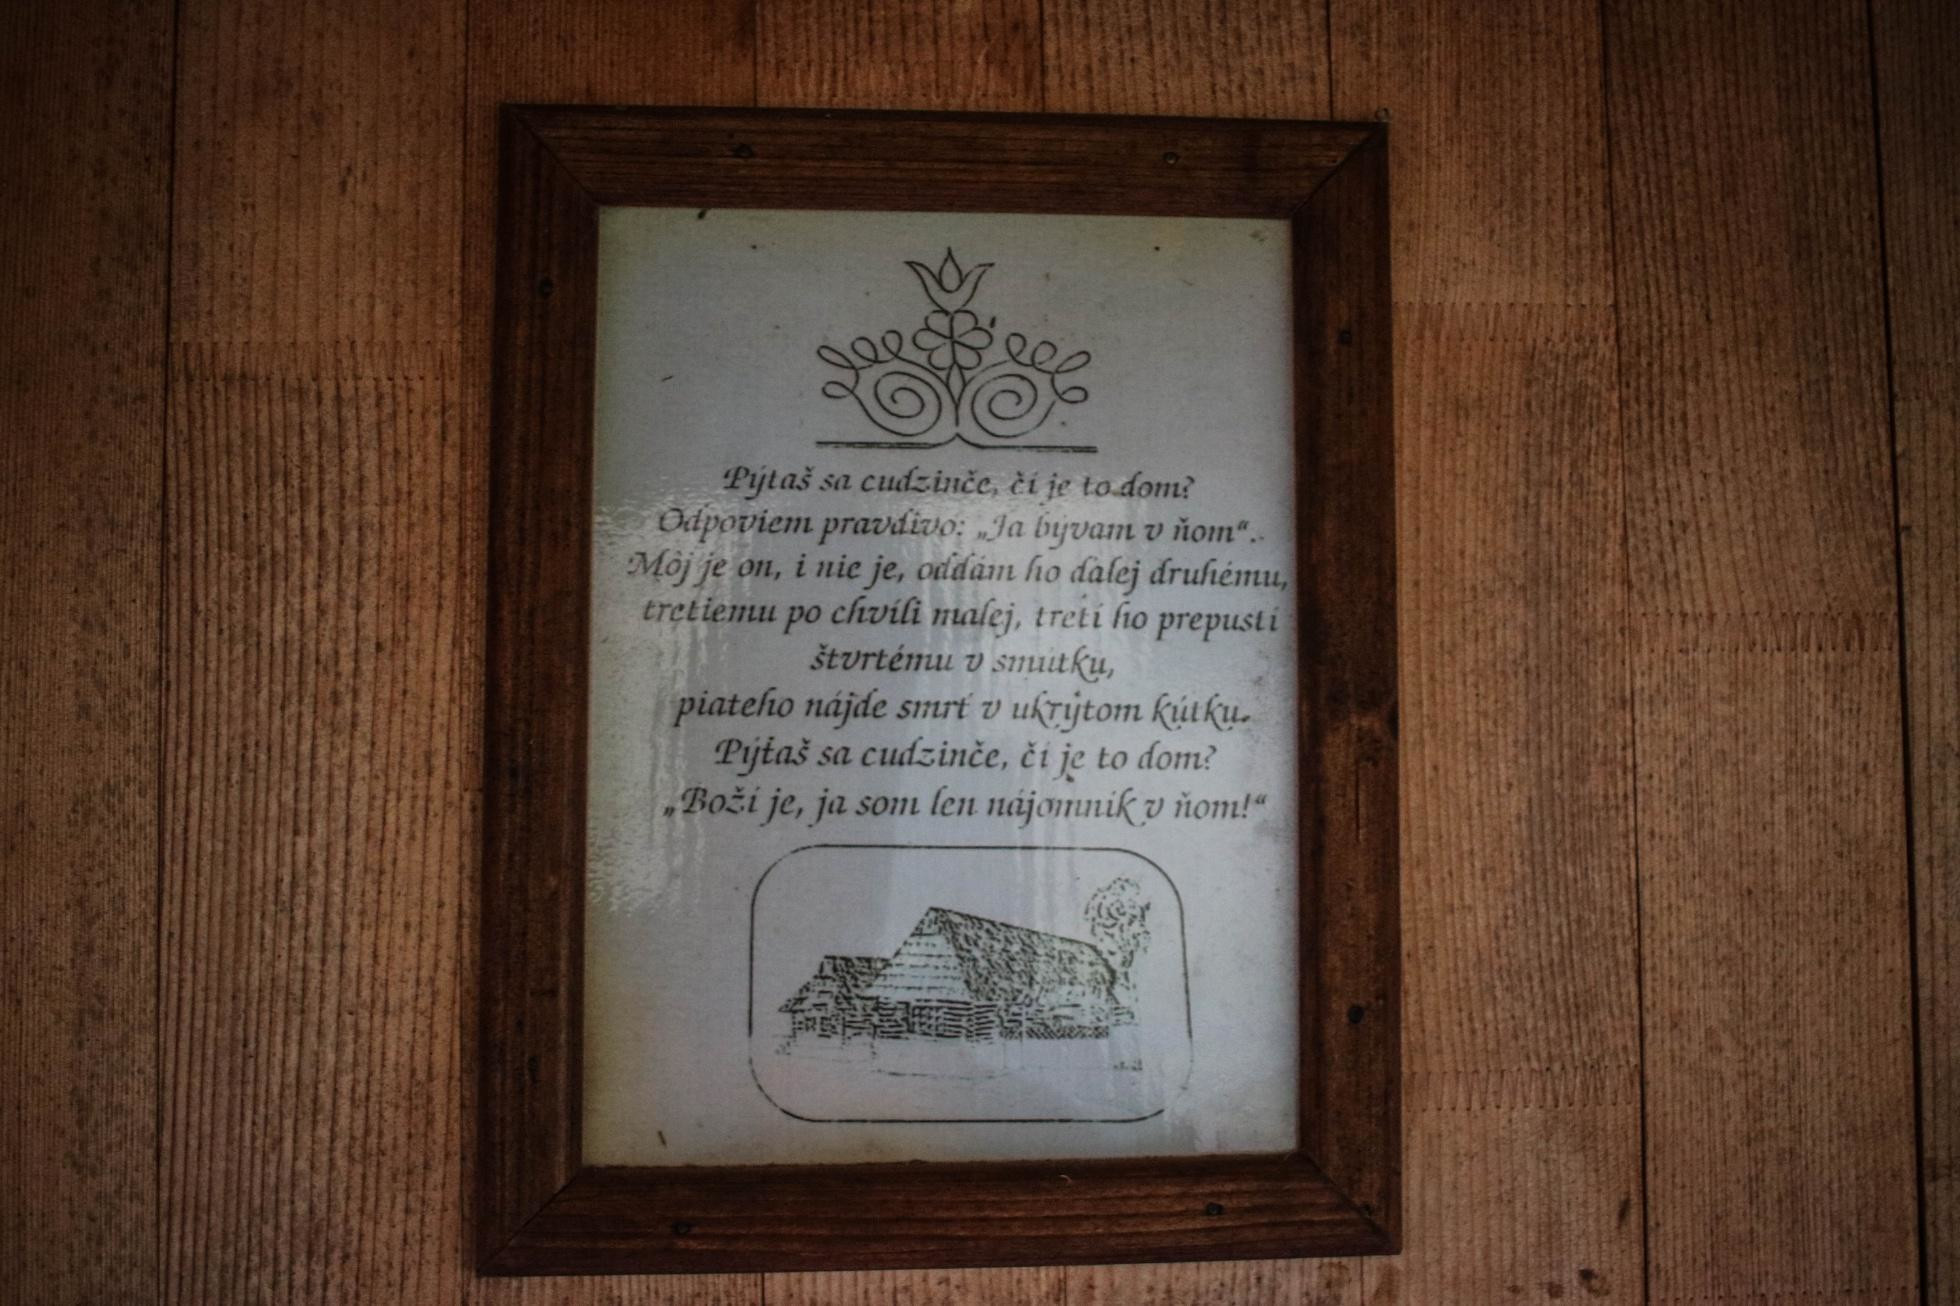 Pýtaš sa cudzinče, čí je to dom?
Odpoviem pravdivo: „Ja bývam v ňom“.
Môj je on, i nie je, oddám ho ďalej druhému,
tretiemu po chvíli malej, tretí ho prepustí
štvrtému v smútku,
piateho nájde smrť v ukrytom kútku.
Pýtaš sa cudzinče, čí je to dom?
„Boží je, ja som len nájomník v ňom!“